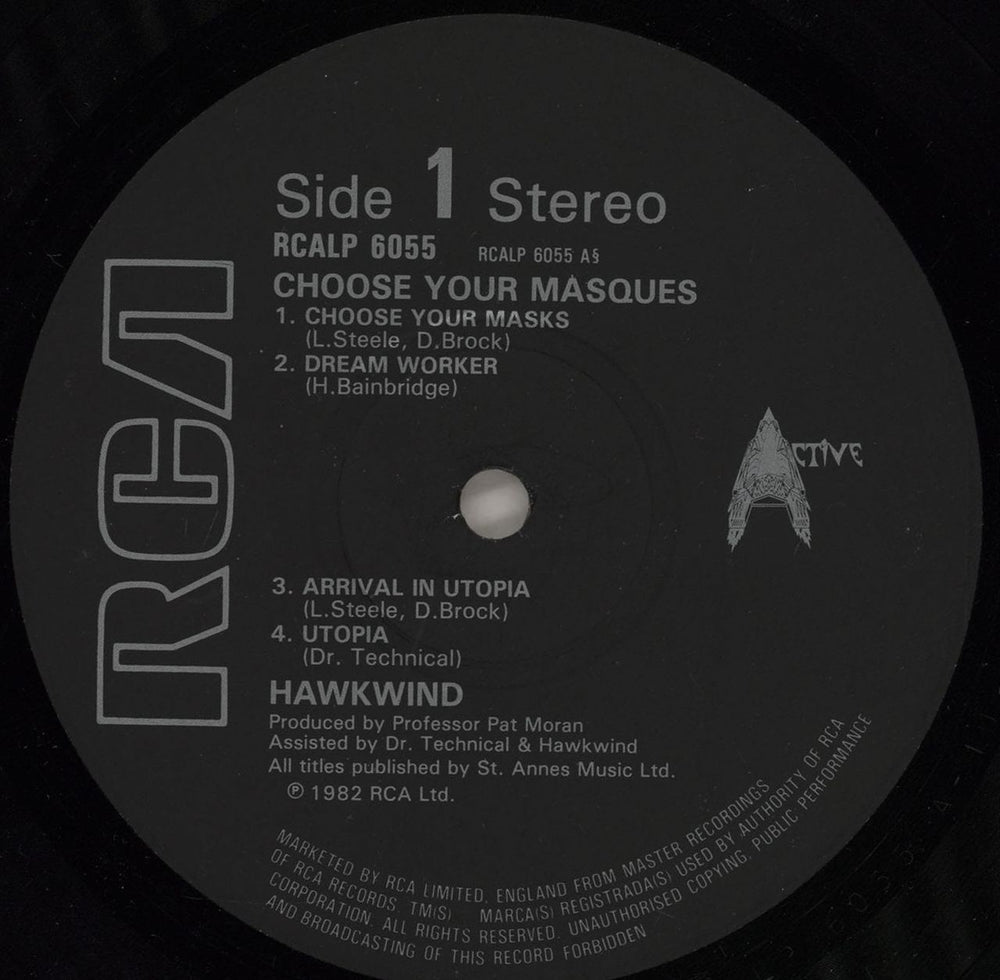 Side 1 Stereo
RCALP 6055 RCALP 6055 A§
CHOOSE YOUR MASQUES
1. CHOOSE YOUR MASKS
(L.Steele, D.Brock)
2. DREAM WORKER
(H.Bainbridge)
RCA
ACTIVE
3. ARRIVAL IN UTOPIA
(L.Steele, D.Brock)
4. UTOPIA
(Dr. Technical)
HAWKWIND
Produced by Professor Pat Moran
Assisted by Dr. Technical & Hawkwind
All titles published by St. Annes Music Ltd.
℗ 1982 RCA Ltd.
MARKETED BY RCA LIMITED, ENGLAND FROM MASTER RECORDINGS
OF RCA RECORDS. TM(S) MARCA(S) REGISTRADA(S) USED BY AUTHORITY OF RCA
CORPORATION. ALL RIGHTS RESERVED. UNAUTHORISED COPYING, PUBLIC PERFORMANCE
AND BROADCASTING OF THIS RECORD FORBIDDEN